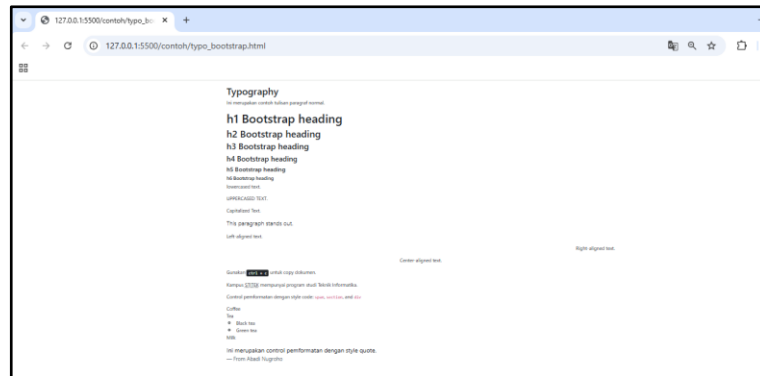 127.0.0.1:5500/contoh/typo_bo
127.0.0.1:5500/contoh/typo_bootstrap.html
Typography
Ini merupakan contoh tulisan paragraf normal.
h1 Bootstrap heading
h2 Bootstrap heading
h3 Bootstrap heading
h4 Bootstrap heading
h5 Bootstrap heading
h6 Bootstrap heading
lowercased text.
UPPERCASED TEXT.
Capitalized Text.
This paragraph stands out.
Left aligned text.
Right aligned text.
Center aligned text.
Gunakan ctrl + c untuk copy dokumen.
Kampus mempunyai program studi Teknik Informatika.
Control pemformatan dengan style code: span, section, and div
Coffee
Tea
Black tea
Green tea
Milk
Ini merupakan control pemformatan dengan style quote.
— From Abadi Nugroho